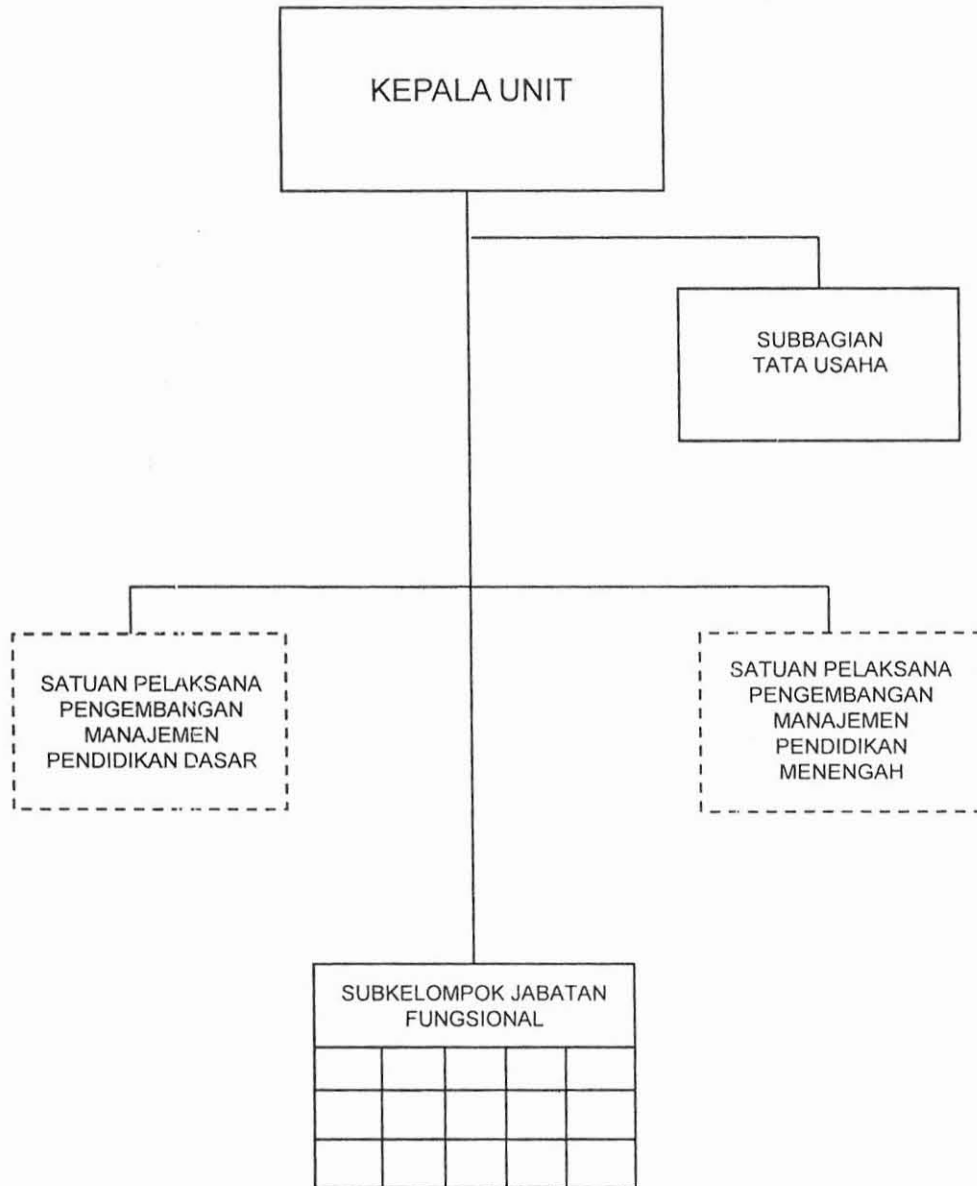 KEPALA UNIT
SUBBAGIAN
TATA USAHA
SATUAN PELAKSANA
PENGEMBANGAN
MANAJEMEN
PENDIDIKAN DASAR
SATUAN PELAKSANA
PENGEMBANGAN
MANAJEMEN
PENDIDIKAN
MENENGAH
SUBKELOMPOK JABATAN
FUNGSIONAL